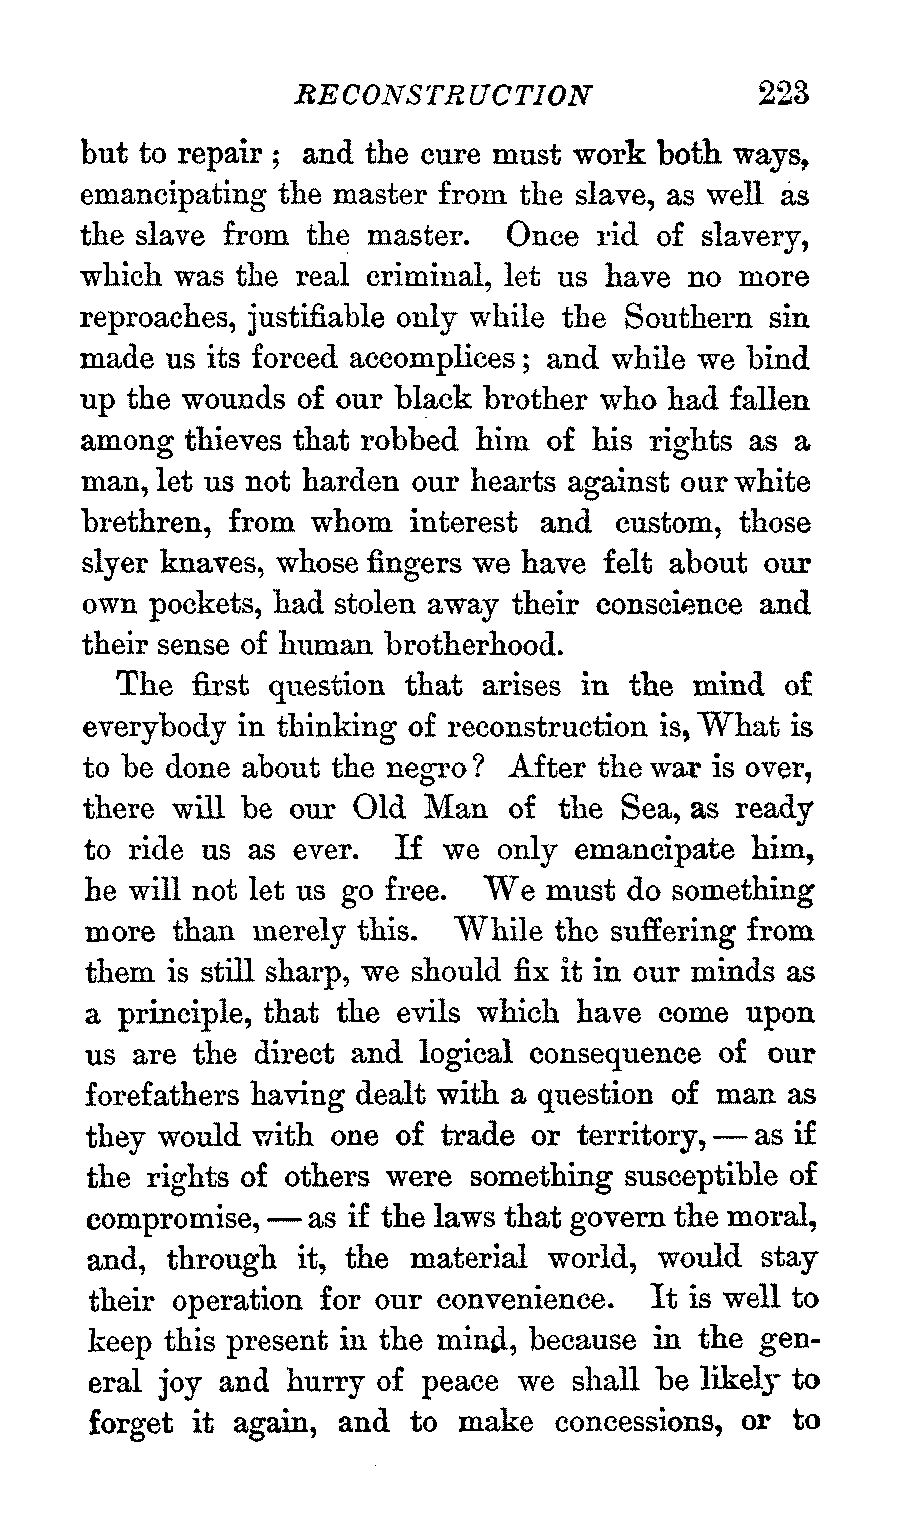 RECONSTRUCTION 223
but to repair ; and the cure must work both ways,
emancipating the master from the slave, as well as
the slave from the master. Once rid of slavery,
which was the real criminal, let us have no more
reproaches, justifiable only while the Southern sin
made us its forced accomplices ; and while we bind
up the wounds of our black brother who had fallen
among thieves that robbed him of his rights as a
man, let us not harden our hearts against our white
brethren, from whom interest and custom, those
slyer knaves, whose fingers we have felt about our
own pockets, had stolen away their conscience and
their sense of human brotherhood.
The first question that arises in the mind of
everybody in thinking of reconstruction is, What is
to be done about the negro ? After the war is over,
there will be our Old Man of the Sea, as ready
to ride us as ever. If we only emancipate him,
he will not let us go free. We must do something
more than merely this. While the suffering from
them is still sharp, we should fix it in our minds as
a principle, that the evils which have come upon
us are the direct and logical consequence of our
forefathers having dealt with a question of man as
they would with one of trade or territory, — as if
the rights of others were something susceptible of
compromise, — as if the laws that govern the moral,
and, through it, the material world, would stay
their operation for our convenience. It is well to
keep this present in the mind, because in the gen-
eral joy and hurry of peace we shall be likely to
forget it again, and to make concessions, or to